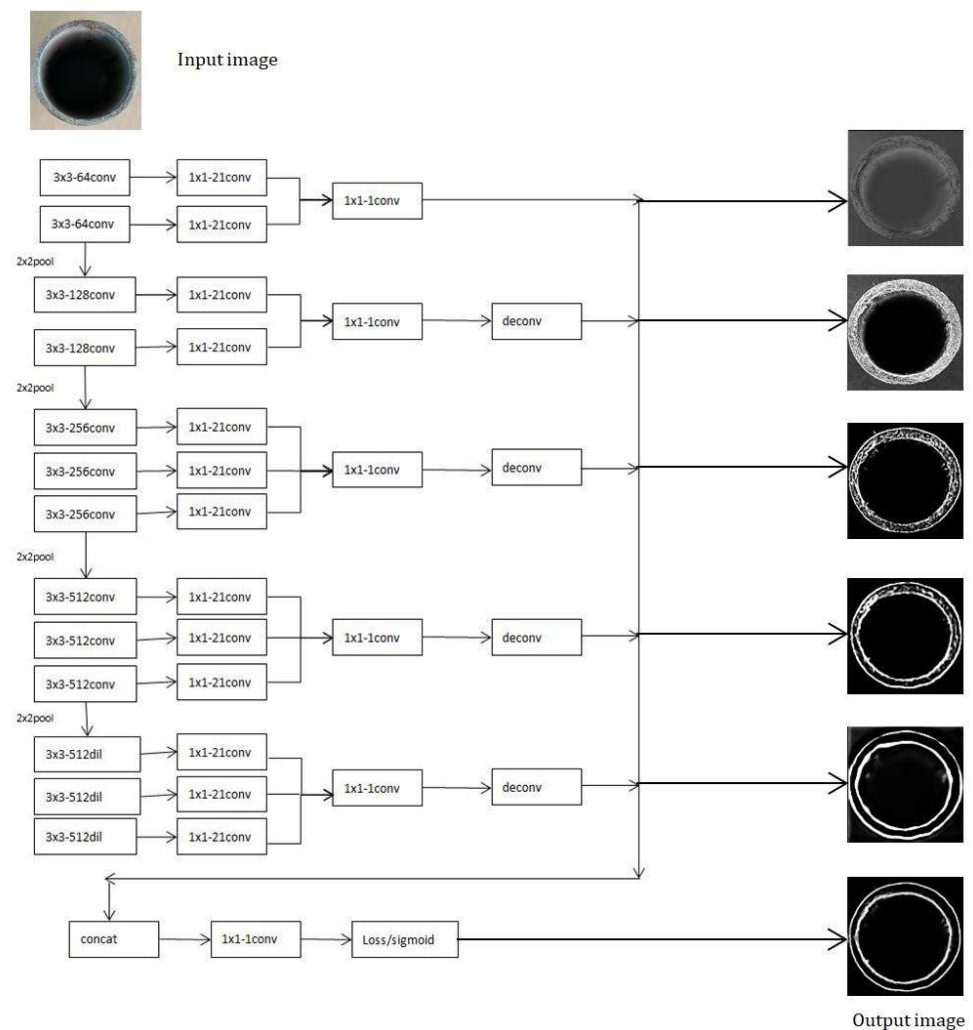 Input image
3x3-64conv
1x1-21conv
3x3-64conv
1x1-21conv
1x1-1conv
2x2pool
3x3-128conv
1x1-21conv
3x3-128conv
1x1-21conv
1x1-1conv
deconv
2x2pool
3x3-256conv
1x1-21conv
3x3-256conv
1x1-21conv
3x3-256conv
1x1-21conv
1x1-1conv
deconv
2x2pool
3x3-512conv
1x1-21conv
3x3-512conv
1x1-21conv
3x3-512conv
1x1-21conv
1x1-1conv
deconv
2x2pool
3x3-512dil
1x1-21conv
3x3-512dil
1x1-21conv
3x3-512dil
1x1-21conv
1x1-1conv
deconv
concat
1x1-1conv
Loss/sigmoid
Output image